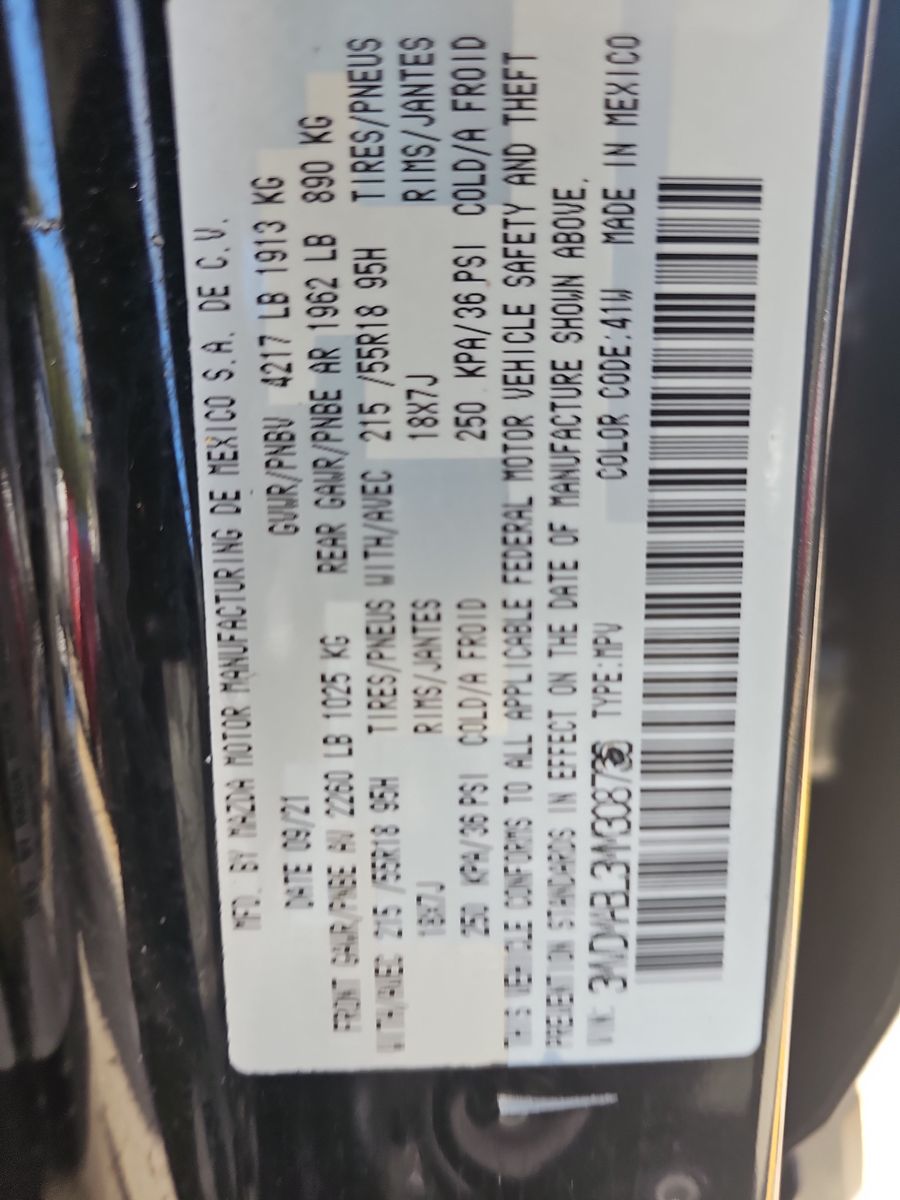 MFD. BY MAZDA MOTOR MANUFACTURING DE MEXICO S.A. DE C.V.
DATE 09/21 GVWR/PNBV 4217 LB 1913 KG
FRONT GAWR/PNBE AV 2260 LB 1025 KG REAR GAWR/PNBE AR 1962 LB 890 KG
WITH/AVEC 215 /55R18 95H TIRES/PNEUS WITH/AVEC 215 /55R18 95H TIRES/PNEUS
18X7J RIMS/JANTES 18X7J RIMS/JANTES
250 KPA/36 PSI COLD/A FROID 250 KPA/36 PSI COLD/A FROID
THIS VEHICLE CONFORMS TO ALL APPLICABLE FEDERAL MOTOR VEHICLE SAFETY AND THEFT
PREVENTION STANDARDS IN EFFECT ON THE DATE OF MANUFACTURE SHOWN ABOVE.
TYPE:MPV COLOR CODE:41W MADE IN MEXICO